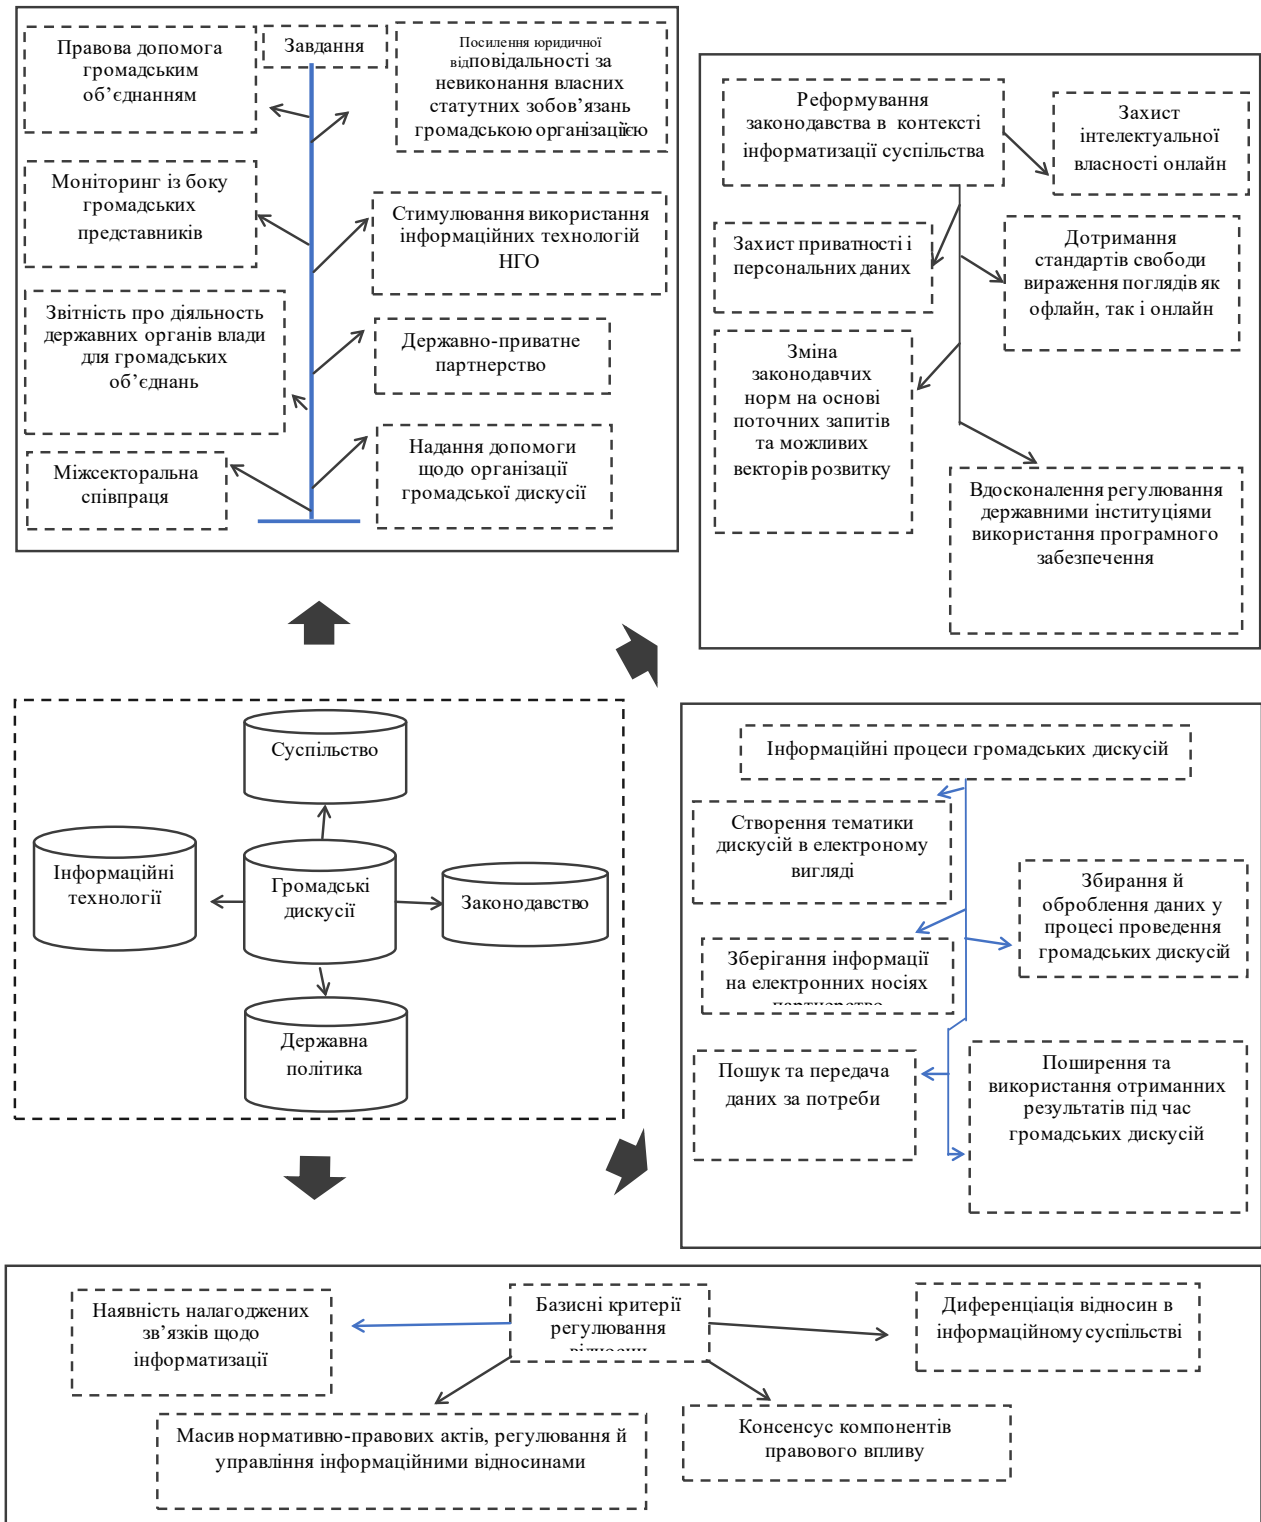 Правова допомога
громадським
об’єднанням
Завдання
Посилення юридичної
відповідальності за
невиконання власних
статутних зобов’язань
громадською організацією
Моніторинг із боку
громадських
представників
Стимулювання використання
інформаційних технологій
НГО
Звітність про діяльность
державних органів влади
для громадських
об’єднань
Державно-приватне
партнерство
Міжсекторальна
співпраця
Надання допомоги
щодо організації
громадської дискусії
Реформування
законодавства в контексті
інформатизації суспільства
Захист
інтелектуальної
власності онлайн
Захист приватності і
персональних даних
Дотримання
стандартів свободи
вираження поглядів як
офлайн, так і онлайн
Зміна
законодавчих
норм на основі
поточних запитів
та можливих
векторів розвитку
Вдосконалення регулювання
державними інституціями
використання програмного
забезпечення
Суспільство
Інформаційні
технології
Громадські
дискусії
Законодавство
Державна
політика
Інформаційні процеси громадських дискусій
Створення тематики
дискусій в електроному
вигляді
Збирання й
оброблення даних у
процесі проведення
громадських дискусій
Зберігання інформації
на електронних носіях
партнерство
Пошук та передача
даних за потреби
Поширення та
використання отриманних
результатів під час
громадських дискусій
Наявність налагоджених
зв’язків щодо
інформатизації
Базисні критерії
регулювання
відносин
Диференціація відносин в
інформаційному суспільстві
Масив нормативно-правових актів, регулювання й
управління інформаційними відносинами
Консенсус компонентів
правового впливу